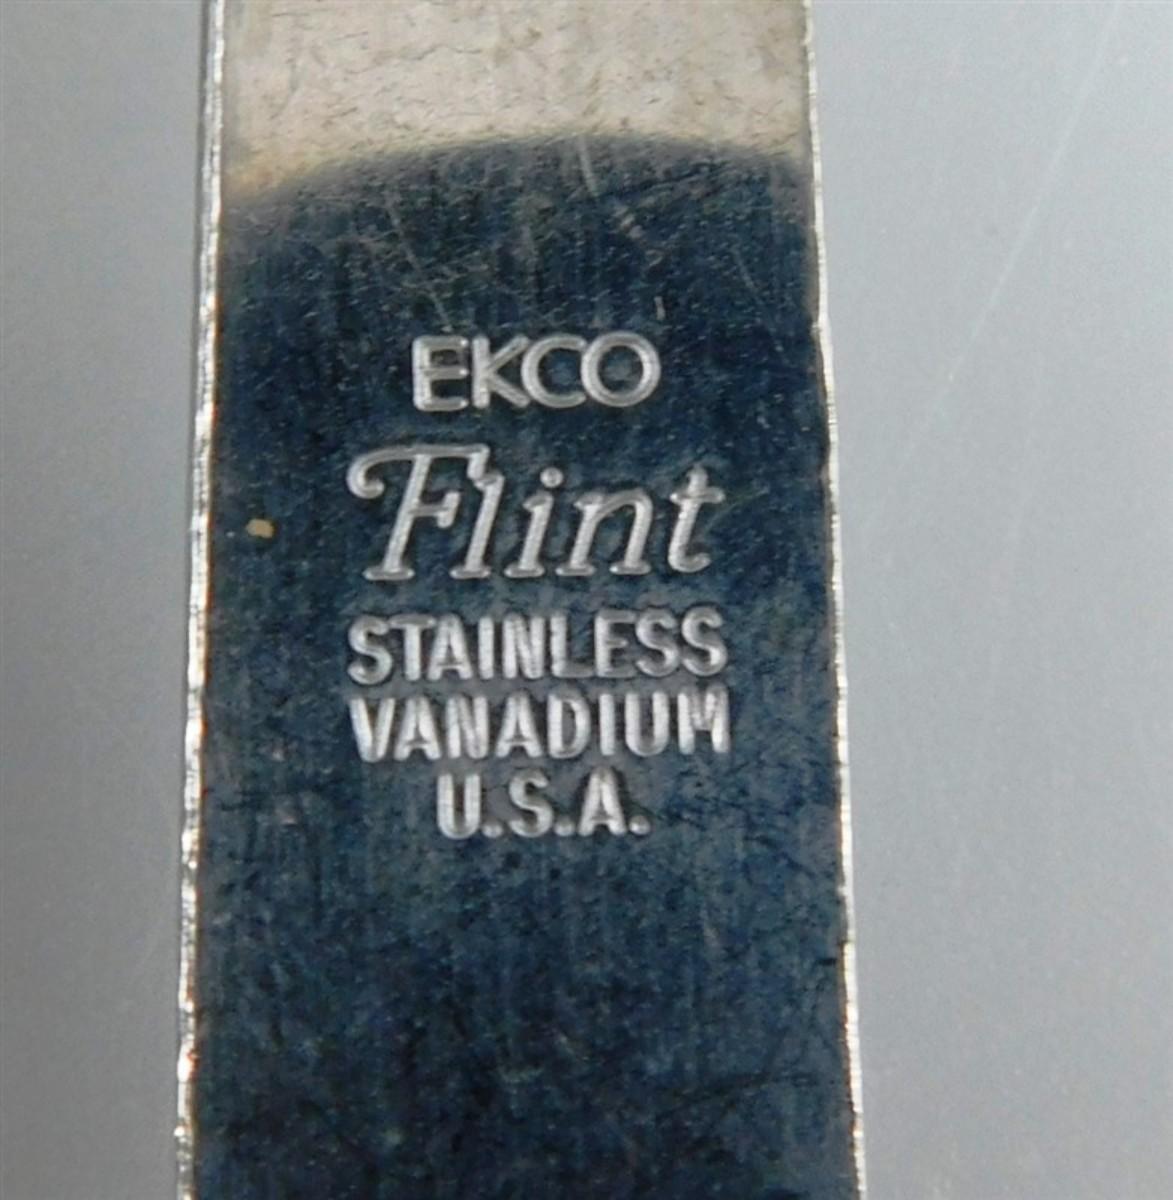 EKCO
Flint
STAINLESS
VANADIUM
U.S.A.